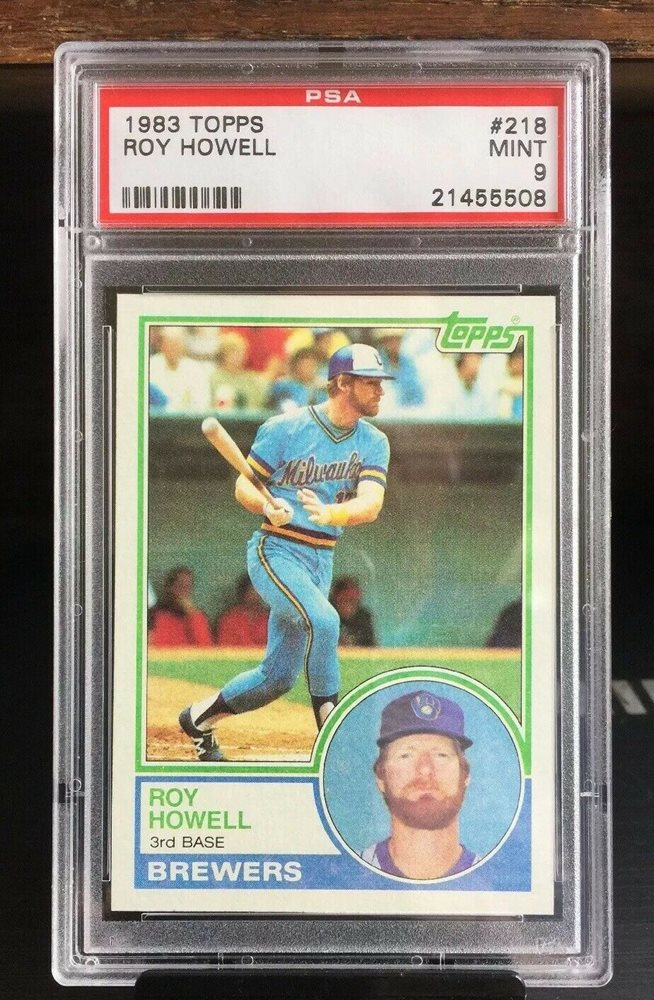 PSA
1983 TOPPS #218
ROY HOWELL MINT
9
21455508
Topps
Milwaukee
ROY
HOWELL
3rd BASE
BREWERS